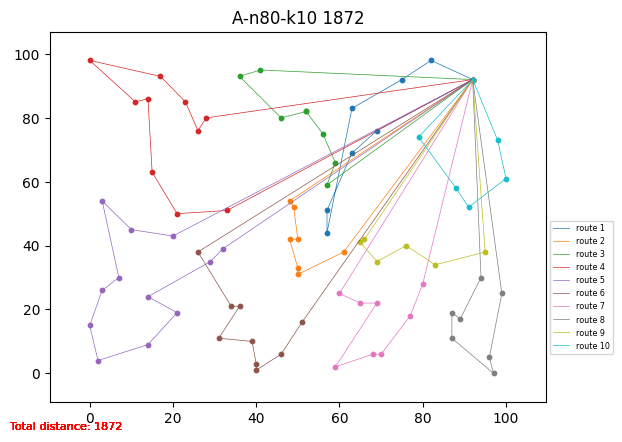 A-n80-k10 1872
100
80
60
40
20
0
0 20 40 60 80 100
route 1
route 2
route 3
route 4
route 5
route 6
route 7
route 8
route 9
route 10
Total distance: 1872